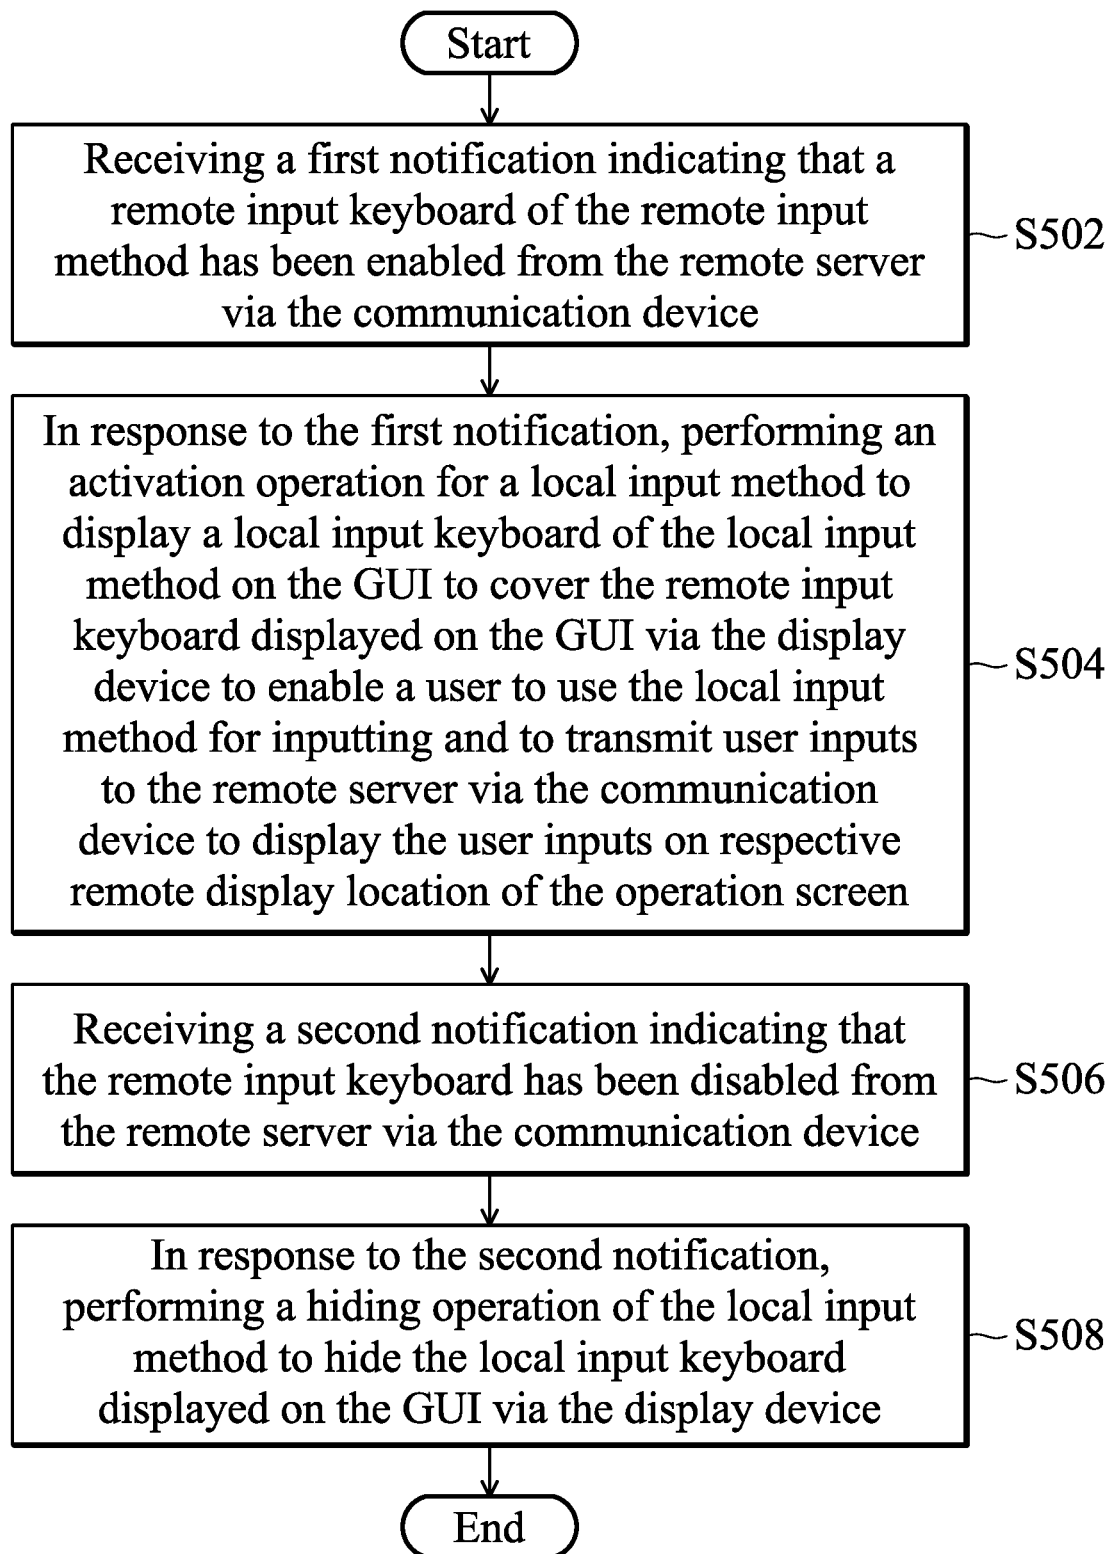 Start
Receiving a first notification indicating that a
remote input keyboard of the remote input
method has been enabled from the remote server
via the communication device
S502
In response to the first notification, performing an
activation operation for a local input method to
display a local input keyboard of the local input
method on the GUI to cover the remote input
keyboard displayed on the GUI via the display
device to enable a user to use the local input
method for inputting and to transmit user inputs
to the remote server via the communication
device to display the user inputs on respective
remote display location of the operation screen
S504
Receiving a second notification indicating that
the remote input keyboard has been disabled from
the remote server via the communication device
S506
In response to the second notification,
performing a hiding operation of the local input
method to hide the local input keyboard
displayed on the GUI via the display device
S508
End